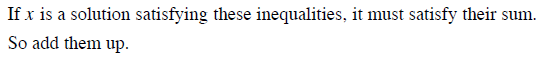 If x is a solution satisfying these inequalities, it must satisfy their sum.
So add them up.